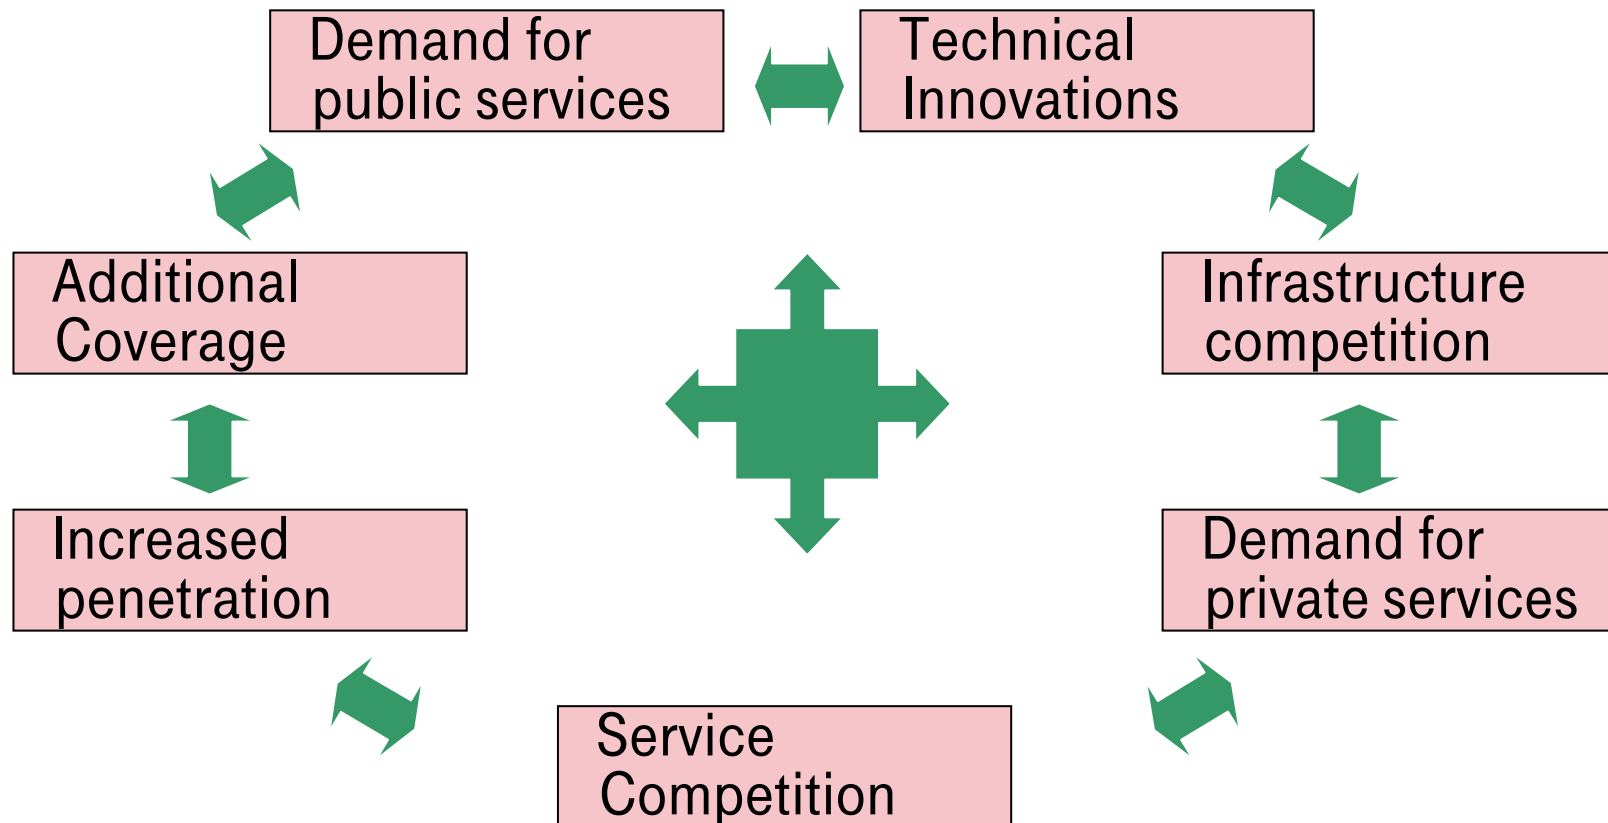 Demand for
public services
Technical
Innovations
Additional
Coverage
Infrastructure
competition
Increased
penetration
Demand for
private services
Service
Competition